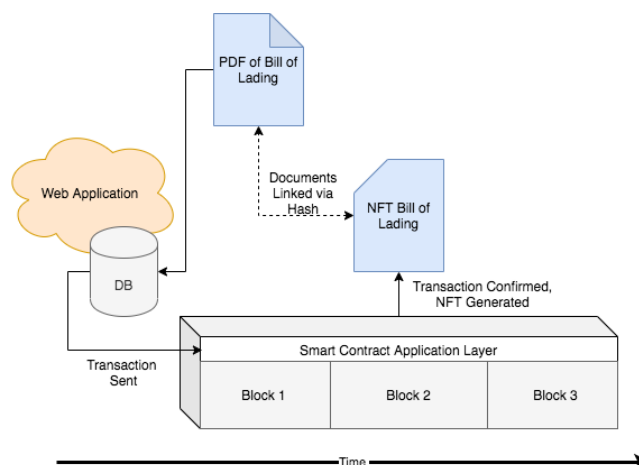 PDF of Bill of
Lading
Documents
Linked via
Hash
Web Application
NFT Bill of
Lading
DB
Transaction Confirmed,
NFT Generated
Transaction
Sent
Smart Contract Application Layer
Block 1
Block 2
Block 3
Time